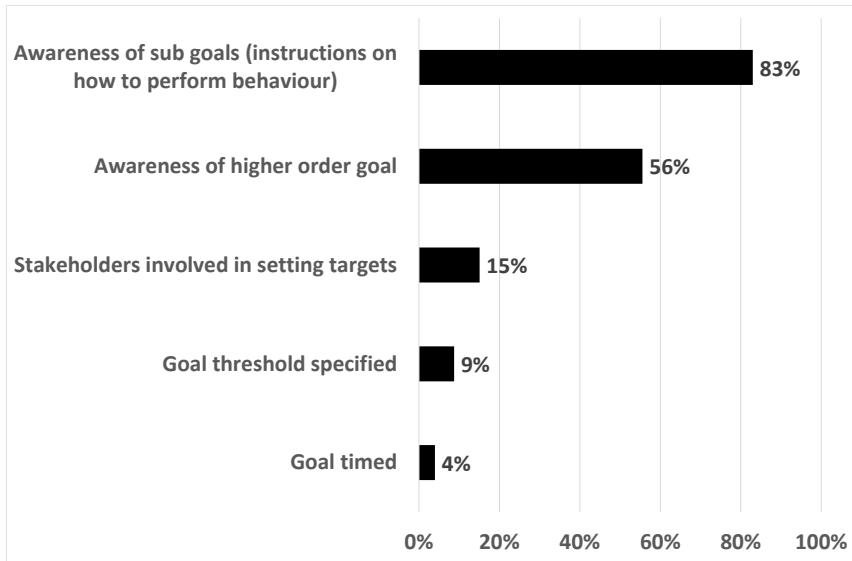 Awareness of sub goals (instructions on
how to perform behaviour)
83%
Awareness of higher order goal
56%
Stakeholders involved in setting targets
15%
Goal threshold specified
9%
Goal timed
4%
0% 20% 40% 60% 80% 100%